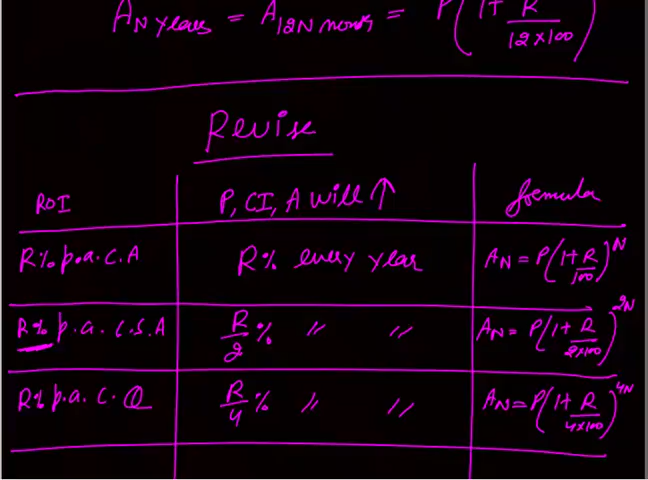 A_N years = A_12N months = P(1 + R/12×100)
Revise
ROI | P, CI, A will ↑ | formula
R% p.a. C.A | R% every year | A_N = P(1+R/100)^N
R% p.a. C.S.A | R/2 % " " | A_N = P(1+R/2×100)^2N
R% p.a. C.Q | R/4 % " " | A_N = P(1+R/4×100)^4N